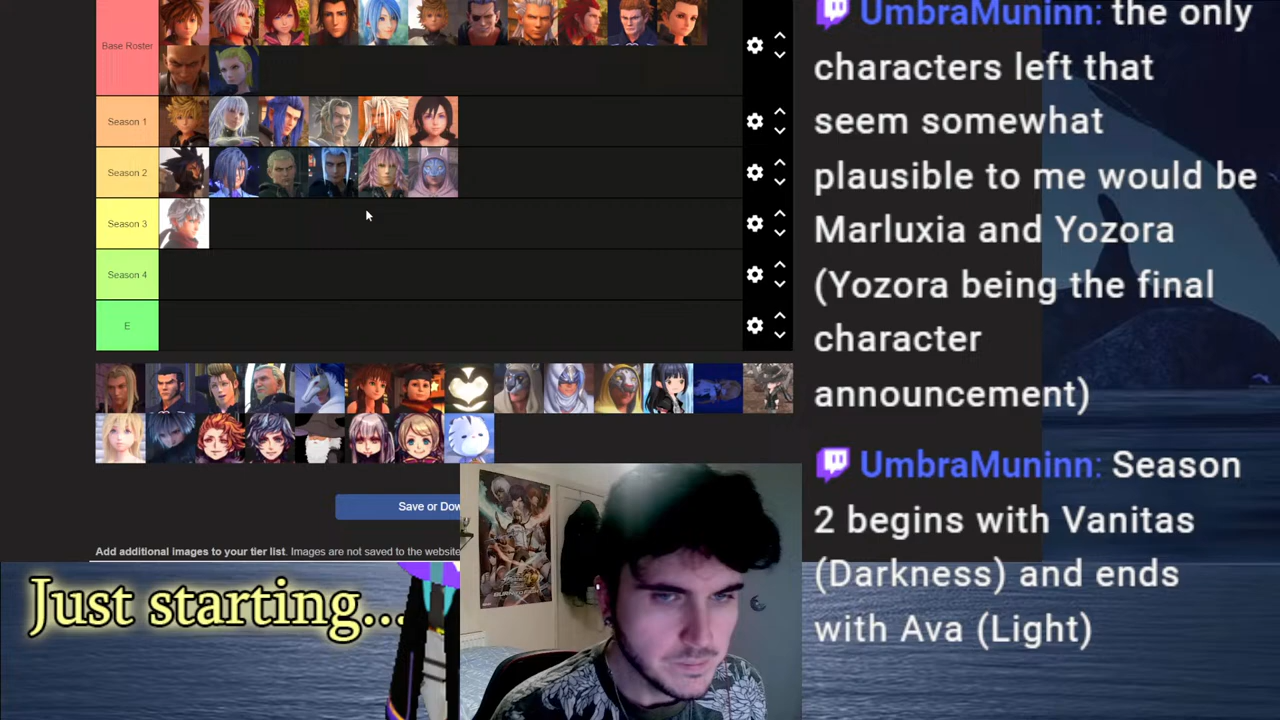 Base Roster
Season 1
Season 2
Season 3
Season 4
E
Save or Dow
Add additional images to your tier list. Images are not saved to the website
Just starting...
UmbraMuninn: the only
characters left that
seem somewhat
plausible to me would be
Marluxia and Yozora
(Yozora being the final
character
announcement)
UmbraMuninn: Season
2 begins with Vanitas
(Darkness) and ends
with Ava (Light)